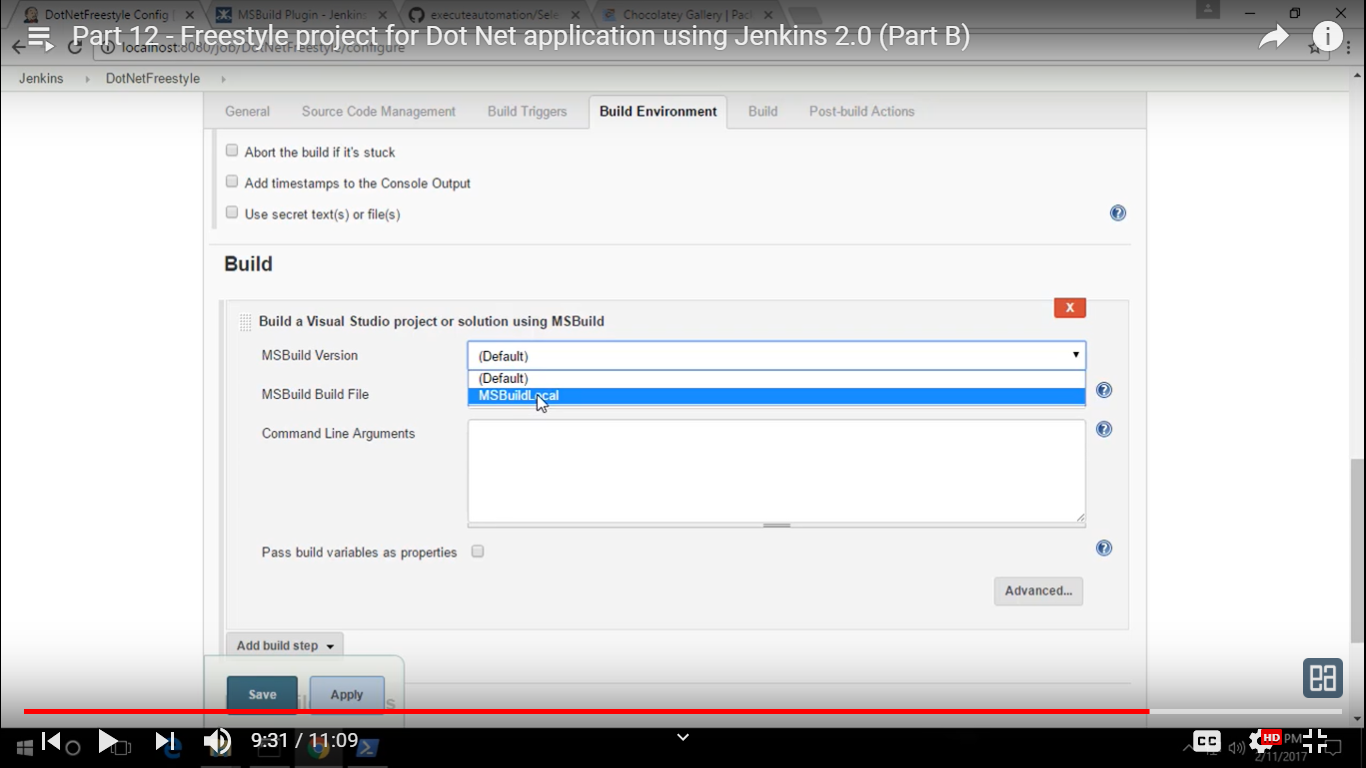 DotNetFreestyle Config
MSBuild Plugin - Jenkins
executeautomation/Sele
Chocolatey Gallery | Pac
Part 12 - Freestyle project for Dot Net application using Jenkins 2.0 (Part B)
localhost:8080/job/DotNetFreestyle/configure
Jenkins
DotNetFreestyle
General
Source Code Management
Build Triggers
Build Environment
Build
Post-build Actions
Abort the build if it's stuck
Add timestamps to the Console Output
Use secret text(s) or file(s)
Build
Build a Visual Studio project or solution using MSBuild
X
MSBuild Version
(Default)
(Default)
MSBuildLocal
MSBuild Build File
Command Line Arguments
Pass build variables as properties
Advanced...
Add build step
Save
Apply
9:31 / 11:09
CC
HD
PM
2/11/2017